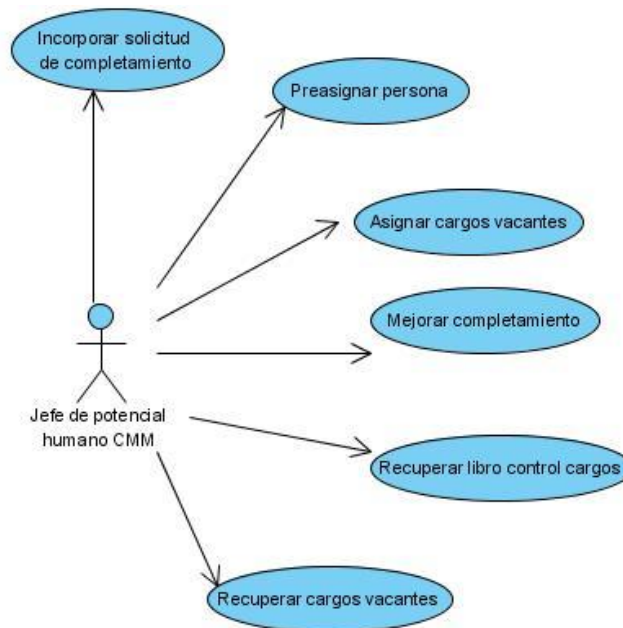 Incorporar solicitud
de completamiento
Preasignar persona
Asignar cargos vacantes
Mejorar completamiento
Jefe de potencial
humano CMM
Recuperar libro control cargos
Recuperar cargos vacantes